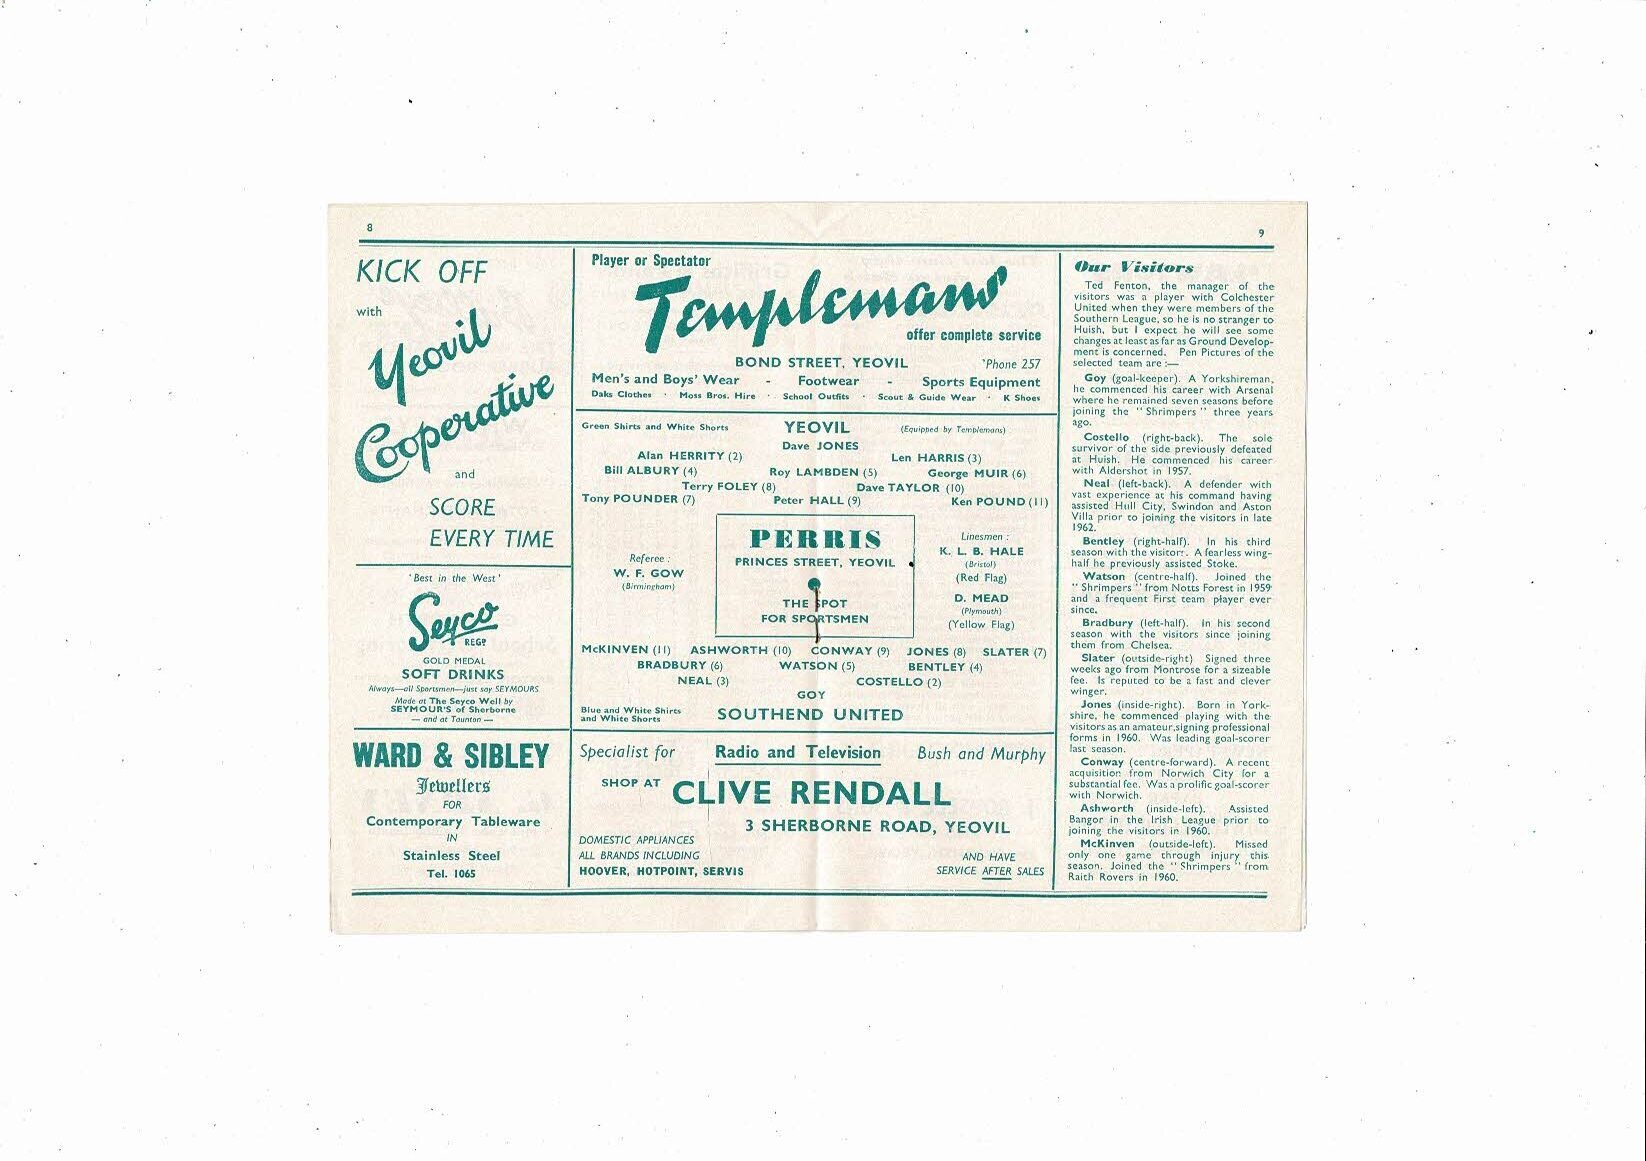 8
KICK OFF
with
Yeovil
Cooperative
and
SCORE
EVERY TIME
'Best in the West'
Seyco
REGD
GOLD MEDAL
SOFT DRINKS
Always—all Sportsmen—just say SEYMOURS
Made at The Seyco Well by
SEYMOUR'S of Sherborne
— and at Taunton —
WARD & SIBLEY
Jewellers
FOR
Contemporary Tableware
IN
Stainless Steel
Tel. 1065
Player or Spectator
Templemans'
offer complete service
BOND STREET, YEOVIL 'Phone 257
Men's and Boys' Wear - Footwear - Sports Equipment
Daks Clothes · Moss Bros. Hire · School Outfits · Scout & Guide Wear · K Shoes
Green Shirts and White Shorts YEOVIL (Equipped by Templemans)
Dave JONES
Alan HERRITY (2) Len HARRIS (3)
Bill ALBURY (4) Roy LAMBDEN (5) George MUIR (6)
Terry FOLEY (8) Dave TAYLOR (10)
Tony POUNDER (7) Peter HALL (9) Ken POUND (11)
Referee :
W. F. GOW
(Birmingham)
PERRIS
PRINCES STREET, YEOVIL
THE SPOT
FOR SPORTSMEN
Linesmen :
K. L. B. HALE
(Bristol)
(Red Flag)
D. MEAD
(Plymouth)
(Yellow Flag)
McKINVEN (11) ASHWORTH (10) CONWAY (9) JONES (8) SLATER (7)
BRADBURY (6) WATSON (5) BENTLEY (4)
NEAL (3) COSTELLO (2)
GOY
Blue and White Shirts
and White Shorts
SOUTHEND UNITED
Specialist for Radio and Television Bush and Murphy
SHOP AT CLIVE RENDALL
3 SHERBORNE ROAD, YEOVIL
DOMESTIC APPLIANCES
ALL BRANDS INCLUDING
HOOVER, HOTPOINT, SERVIS
AND HAVE
SERVICE AFTER SALES
9
Our Visitors
Ted Fenton, the manager of the
visitors was a player with Colchester
United when they were members of the
Southern League, so he is no stranger to
Huish, but I expect he will see some
changes at least as far as Ground Develop-
ment is concerned. Pen Pictures of the
selected team are :—
Goy (goal-keeper). A Yorkshireman,
he commenced his career with Arsenal
where he remained seven seasons before
joining the "Shrimpers" three years
ago.
Costello (right-back). The sole
survivor of the side previously defeated
at Huish. He commenced his career
with Aldershot in 1957.
Neal (left-back). A defender with
vast experience at his command having
assisted Hull City, Swindon and Aston
Villa prior to joining the visitors in late
1962.
Bentley (right-half). In his third
season with the visitors. A fearless wing-
half he previously assisted Stoke.
Watson (centre-half). Joined the
"Shrimpers" from Notts Forest in 1959
and a frequent First team player ever
since.
Bradbury (left-half). In his second
season with the visitors since joining
them from Chelsea.
Slater (outside-right) Signed three
weeks ago from Montrose for a sizeable
fee. Is reputed to be a fast and clever
winger.
Jones (inside-right). Born in York-
shire, he commenced playing with the
visitors as an amateur, signing professional
forms in 1960. Was leading goal-scorer
last season.
Conway (centre-forward). A recent
acquisition from Norwich City for a
substantial fee. Was a prolific goal-scorer
with Norwich.
Ashworth (inside-left). Assisted
Bangor in the Irish League prior to
joining the visitors in 1960.
McKinven (outside-left). Missed
only one game through injury this
season. Joined the "Shrimpers" from
Raith Rovers in 1960.